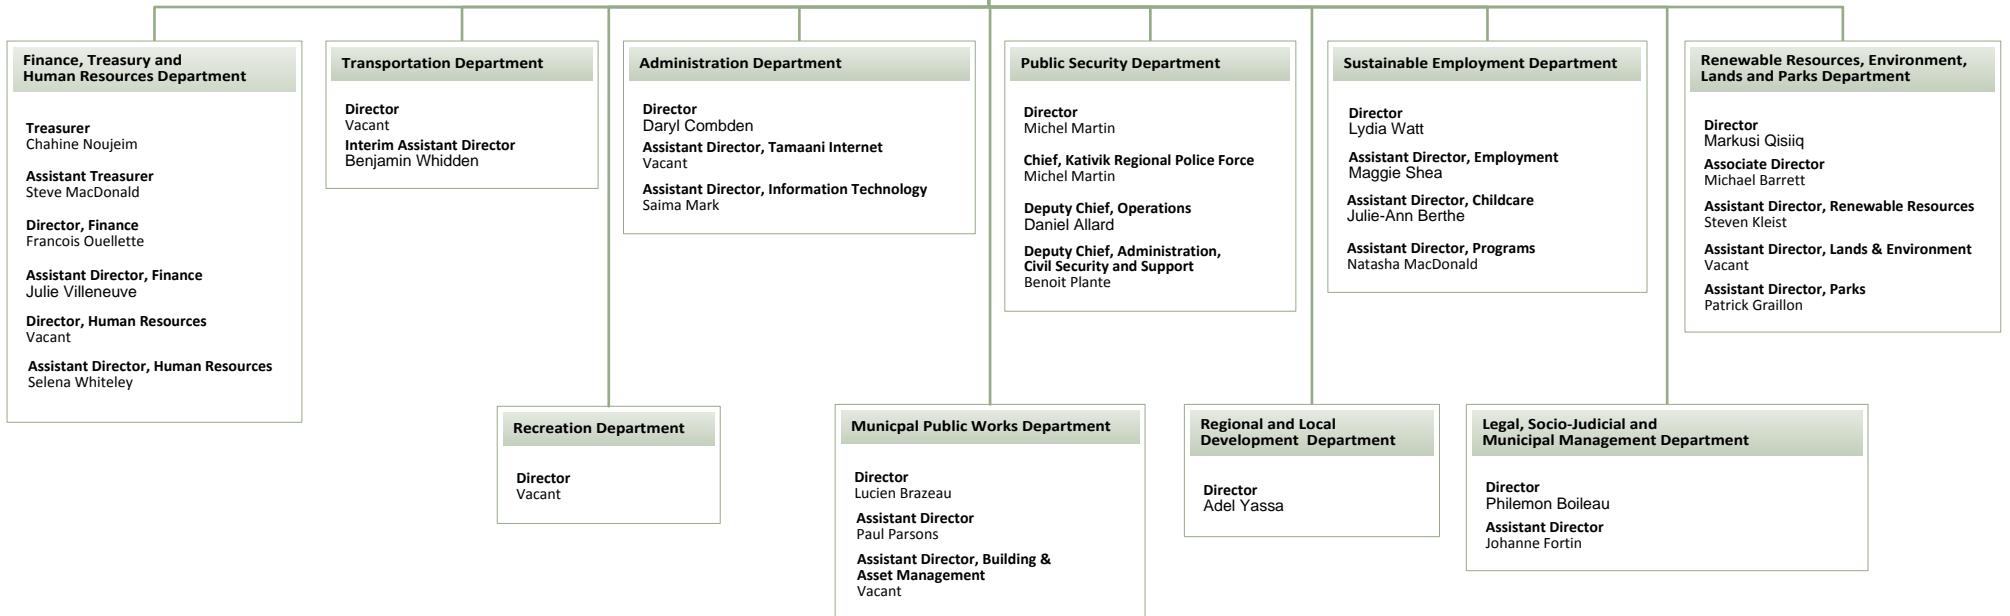 Finance, Treasury and
Human Resources Department
Treasurer
Chahine Noujeim
Assistant Treasurer
Steve MacDonald
Director, Finance
Francois Ouellette
Assistant Director, Finance
Julie Villeneuve
Director, Human Resources
Vacant
Assistant Director, Human Resources
Selena Whiteley
Transportation Department
Director
Vacant
Interim Assistant Director
Benjamin Whidden
Administration Department
Director
Daryl Combden
Assistant Director, Tamaani Internet
Vacant
Assistant Director, Information Technology
Saima Mark
Public Security Department
Director
Michel Martin
Chief, Kativik Regional Police Force
Michel Martin
Deputy Chief, Operations
Daniel Allard
Deputy Chief, Administration,
Civil Security and Support
Benoit Plante
Sustainable Employment Department
Director
Lydia Watt
Assistant Director, Employment
Maggie Shea
Assistant Director, Childcare
Julie-Ann Berthe
Assistant Director, Programs
Natasha MacDonald
Renewable Resources, Environment,
Lands and Parks Department
Director
Markusi Qisiiq
Associate Director
Michael Barrett
Assistant Director, Renewable Resources
Steven Kleist
Assistant Director, Lands & Environment
Vacant
Assistant Director, Parks
Patrick Graillon
Recreation Department
Director
Vacant
Municpal Public Works Department
Director
Lucien Brazeau
Assistant Director
Paul Parsons
Assistant Director, Building &
Asset Management
Vacant
Regional and Local
Development Department
Director
Adel Yassa
Legal, Socio-Judicial and
Municipal Management Department
Director
Philemon Boileau
Assistant Director
Johanne Fortin